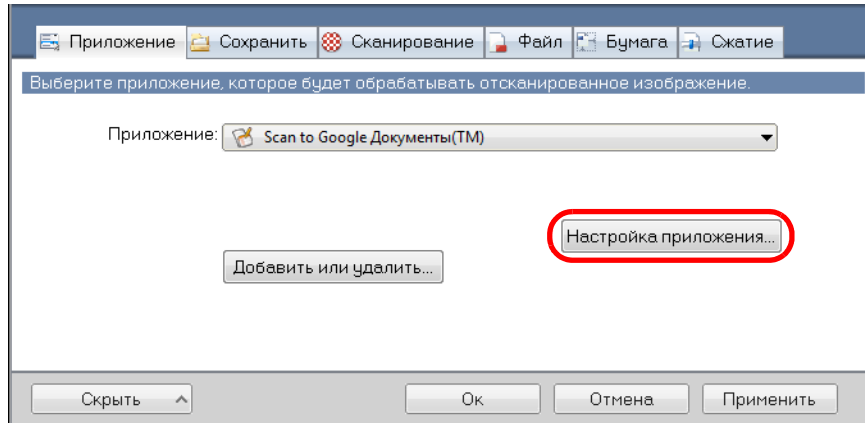 Приложение Сохранить Сканирование Файл Бумага Сжатие
Выберите приложение, которое будет обрабатывать отсканированное изображение.
Приложение: Scan to Google Документы(TM)
Настройка приложения...
Добавить или удалить...
Скрыть Ок Отмена Применить